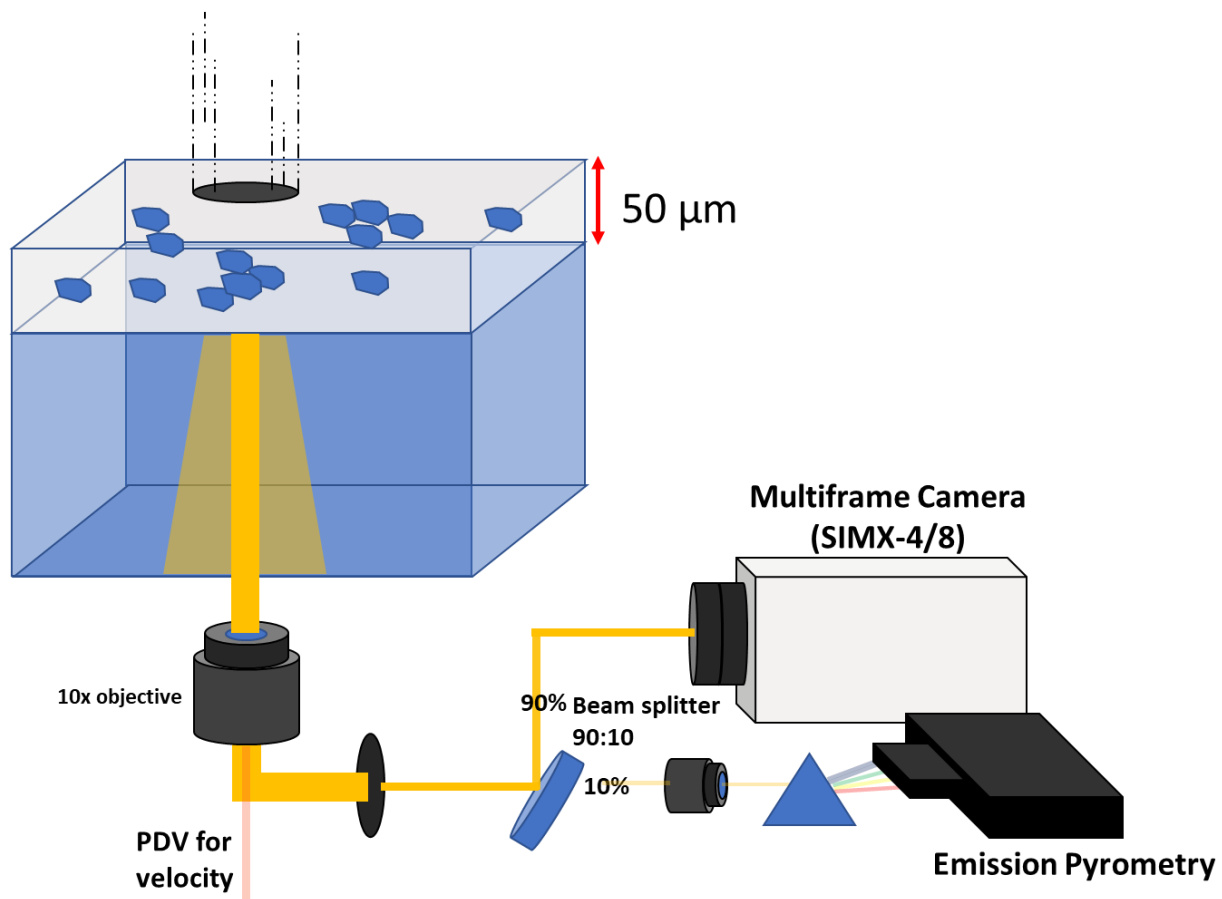 50 μm
Multiframe Camera
(SIMX-4/8)
10x objective
90%
Beam splitter
90:10
10%
PDV for
velocity
Emission Pyrometry